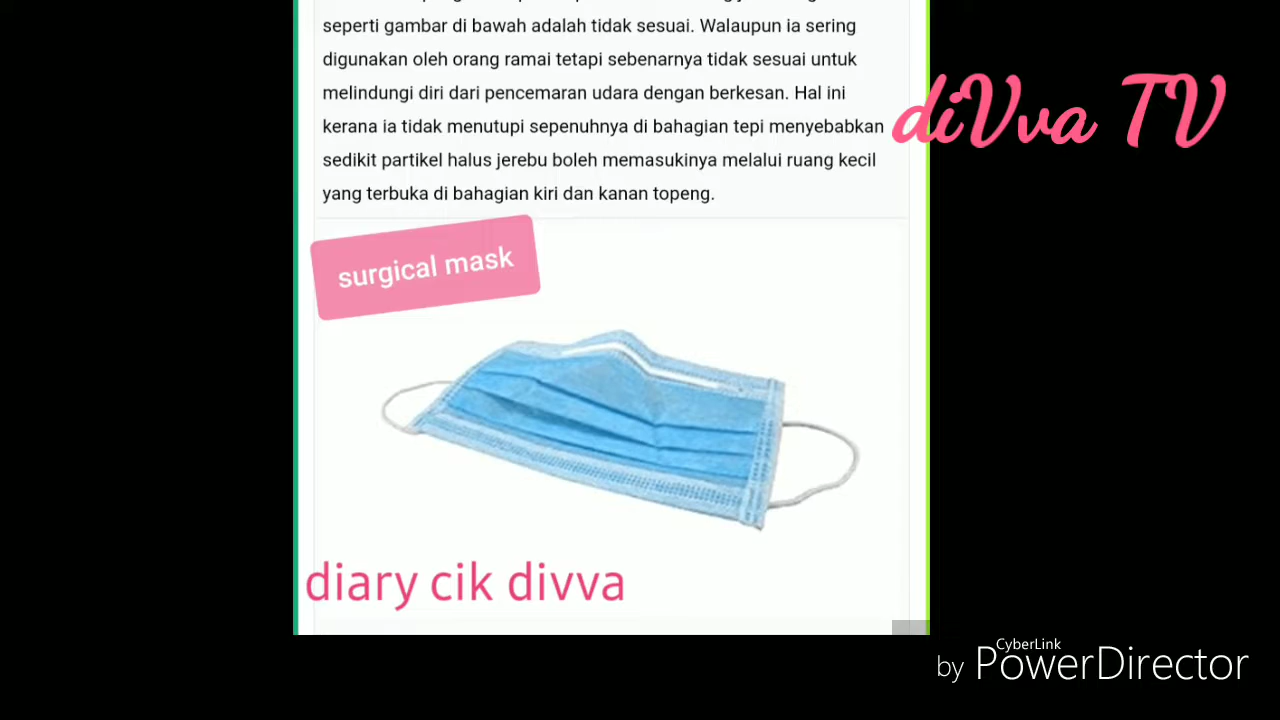 seperti gambar di bawah adalah tidak sesuai. Walaupun ia sering
digunakan oleh orang ramai tetapi sebenarnya tidak sesuai untuk
melindungi diri dari pencemaran udara dengan berkesan. Hal ini
kerana ia tidak menutupi sepenuhnya di bahagian tepi menyebabkan
sedikit partikel halus jerebu boleh memasukinya melalui ruang kecil
yang terbuka di bahagian kiri dan kanan topeng.
diVva TV
surgical mask
diary cik divva
CyberLink
by PowerDirector